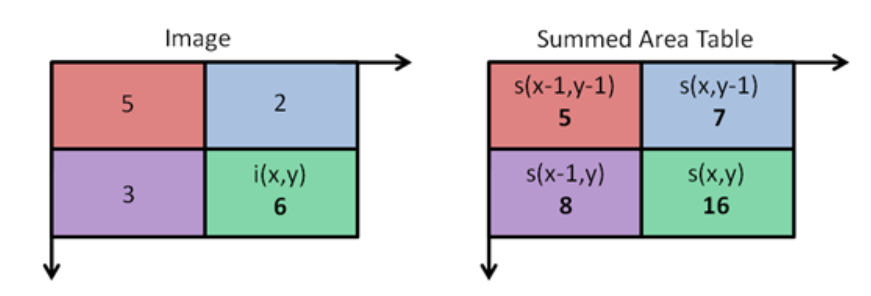 Image
5
2
3
i(x,y)
6
Summed Area Table
s(x-1,y-1)
5
s(x,y-1)
7
s(x-1,y)
8
s(x,y)
16